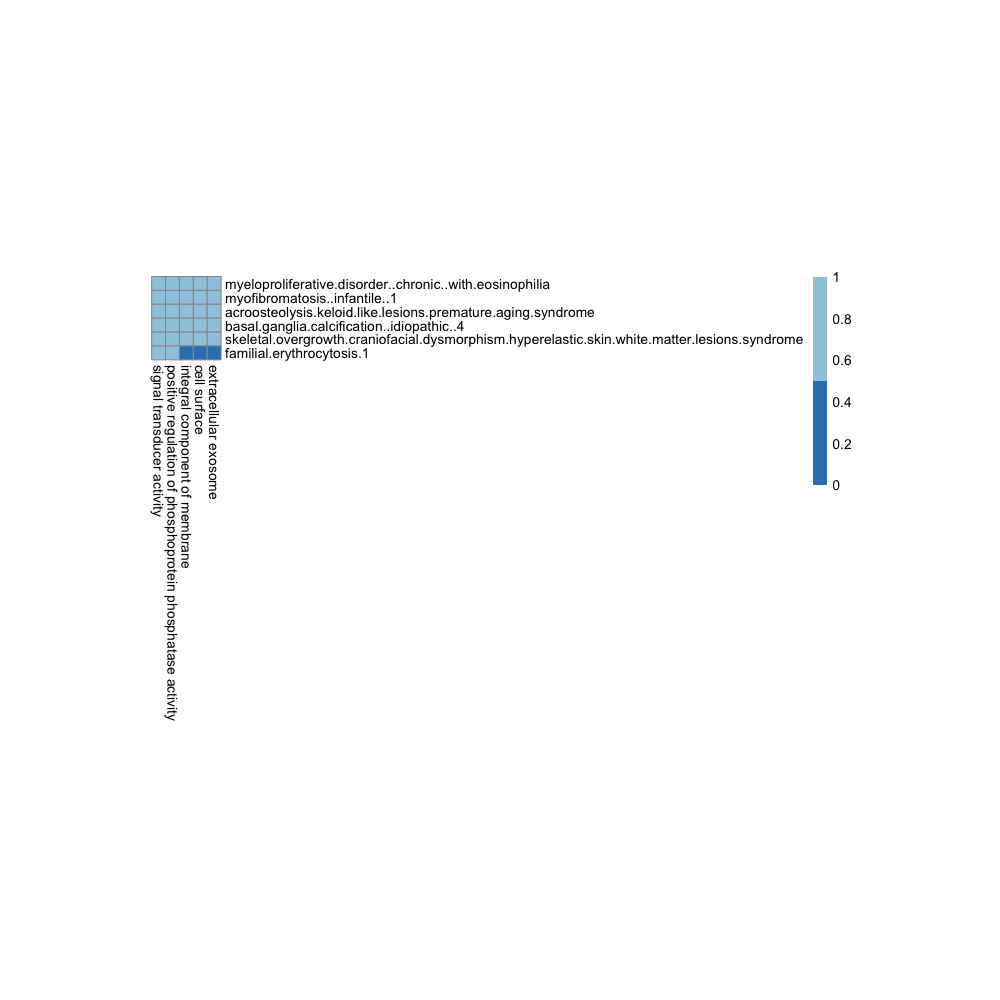 myeloproliferative.disorder..chronic..with.eosinophilia
myofibromatosis..infantile..1
acroosteolysis.keloid.like.lesions.premature.aging.syndrome
basal.ganglia.calcification..idiopathic..4
skeletal.overgrowth.craniofacial.dysmorphism.hyperelastic.skin.white.matter.lesions.syndrome
familial.erythrocytosis.1
signal transducer activity
positive regulation of phosphoprotein phosphatase activity
integral component of membrane
cell surface
extracellular exosome
1
0.8
0.6
0.4
0.2
0